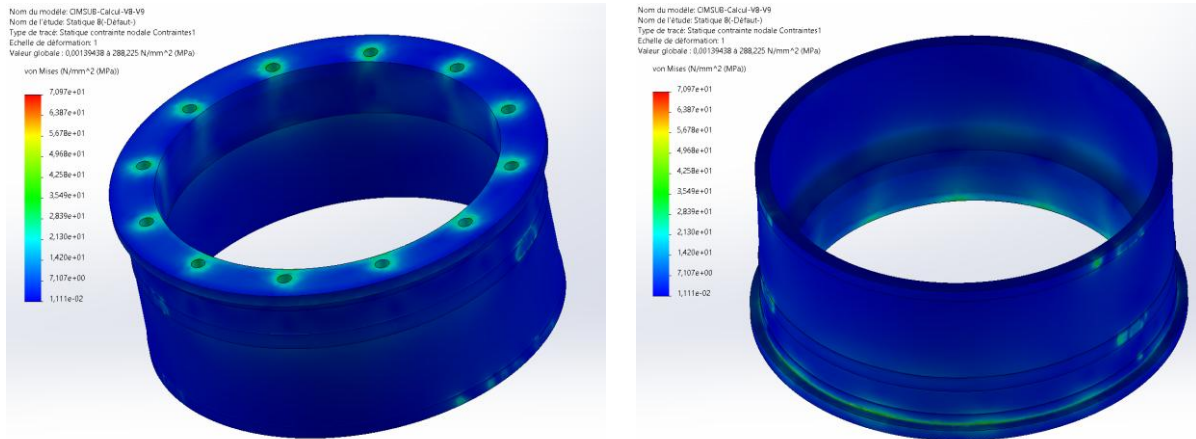 Nom du modèle: CIMSUB-Calcul-V8-V9
Nom de l'étude: Statique 8(-Défaut-)
Type de tracé: Statique contrainte nodale Contraintes1
Echelle de déformation: 1
Valeur globale : 0,00139438 à 288,225 N/mm^2 (MPa)
von Mises (N/mm^2 (MPa))
7,097e+01
6,387e+01
5,678e+01
4,968e+01
4,258e+01
3,549e+01
2,839e+01
2,130e+01
1,420e+01
7,107e+00
1,111e-02
Nom du modèle: CIMSUB-Calcul-V8-V9
Nom de l'étude: Statique 8(-Défaut-)
Type de tracé: Statique contrainte nodale Contraintes1
Echelle de déformation: 1
Valeur globale : 0,00139438 à 288,225 N/mm^2 (MPa)
von Mises (N/mm^2 (MPa))
7,097e+01
6,387e+01
5,678e+01
4,968e+01
4,258e+01
3,549e+01
2,839e+01
2,130e+01
1,420e+01
7,107e+00
1,111e-02